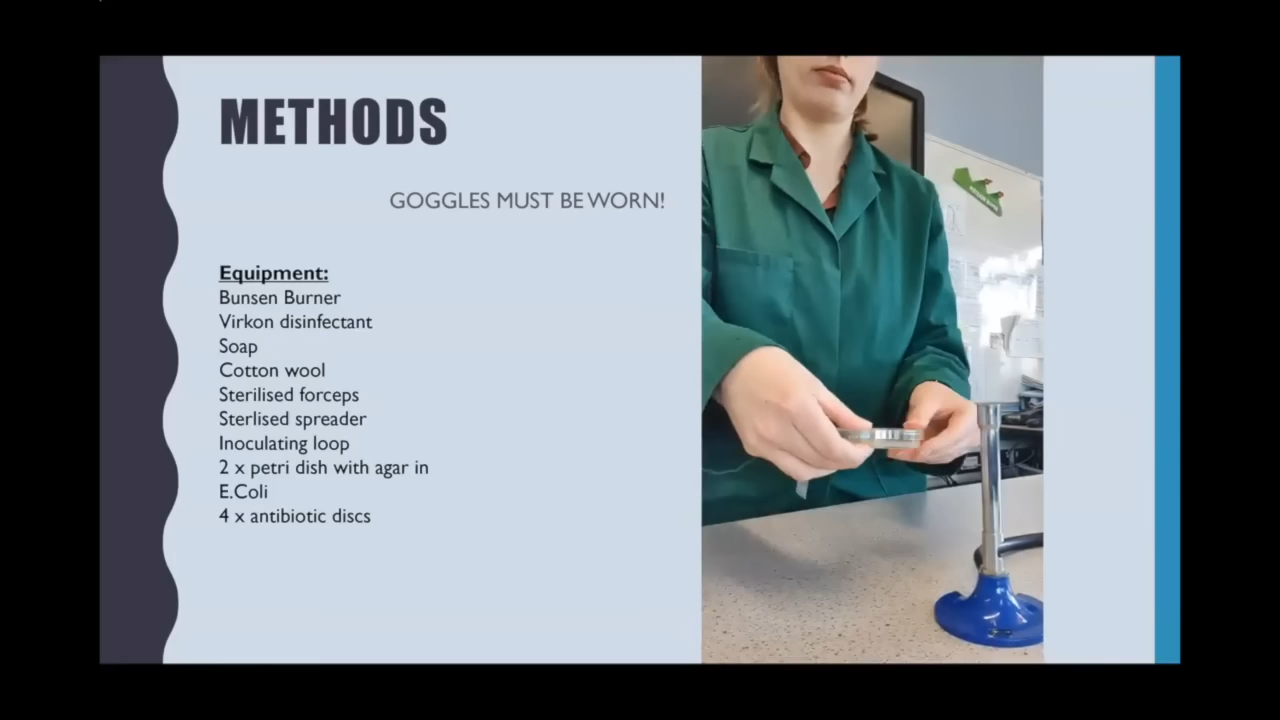 METHODS
GOGGLES MUST BE WORN!
Equipment:
Bunsen Burner
Virkon disinfectant
Soap
Cotton wool
Sterilised forceps
Sterlised spreader
Inoculating loop
2 x petri dish with agar in
E.Coli
4 x antibiotic discs